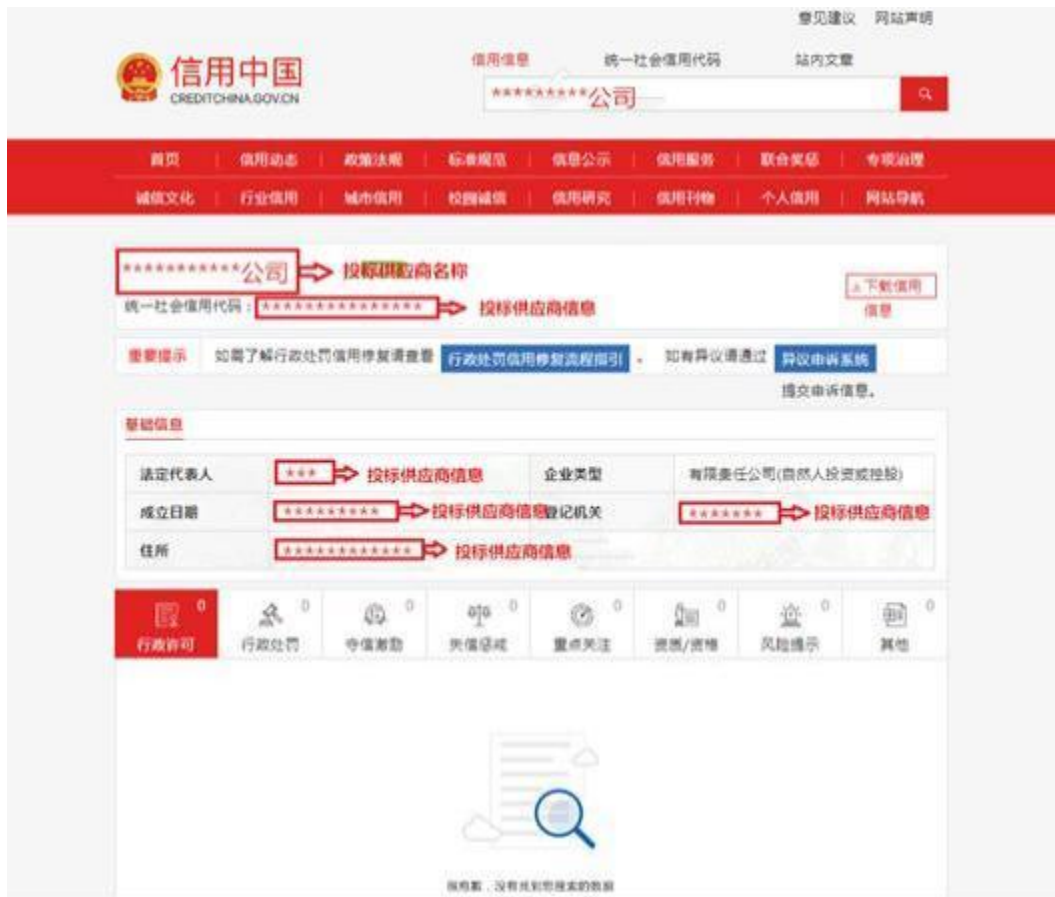 意见建议 网站声明
信用中国
CREDITCHINA.GOV.CN
信用信息 统一社会信用代码 站内文章
*********公司
首页 信用动态 政策法规 标准规范 信息公示 信用服务 联合奖惩 专项治理
诚信文化 行业信用 城市信用 校园诚信 信用研究 信用刊物 个人信用 网站导航
***********公司 投标供应商名称
下载信用信息
统一社会信用代码：**************** 投标供应商信息
重要提示 如需了解行政处罚信用修复请查看 行政处罚信用修复流程指引 。 如有异议请通过 异议申诉系统
提交申诉信息。
基础信息
法定代表人 *** 投标供应商信息 企业类型 有限责任公司(自然人投资或控股)
成立日期 ********** 投标供应商信息 登记机关 ******* 投标供应商信息
住所 ************ 投标供应商信息
0 0 0 0 0 0 0 0
行政许可 行政处罚 守信激励 失信惩戒 重点关注 资质/资格 风险提示 其他
很抱歉，没有找到您搜索的数据